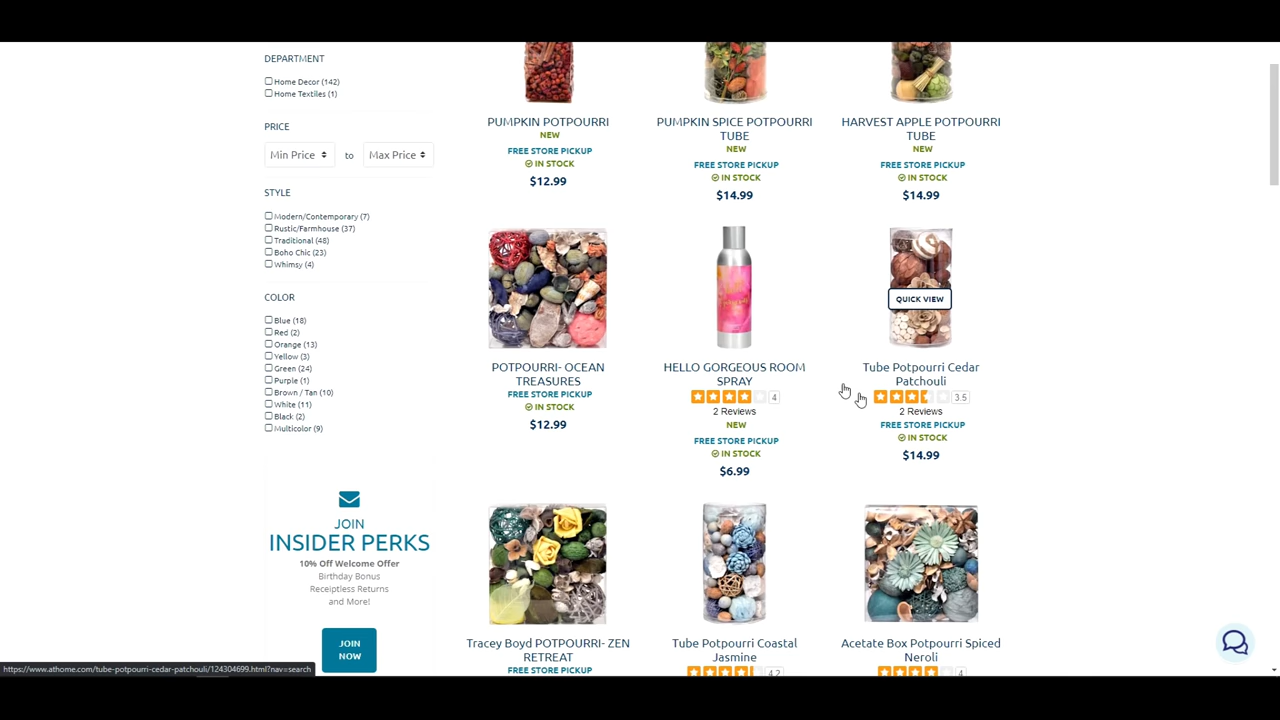 DEPARTMENT
Home Decor (142)
Home Textiles (1)
PRICE
Min Price to Max Price
STYLE
Modern/Contemporary (7)
Rustic/Farmhouse (37)
Traditional (48)
Boho Chic (23)
Whimsy (4)
COLOR
Blue (18)
Red (2)
Orange (13)
Yellow (3)
Green (24)
Purple (1)
Brown / Tan (10)
White (11)
Black (2)
Multicolor (9)
JOIN
INSIDER PERKS
10% Off Welcome Offer
Birthday Bonus
Receiptless Returns
and More!
JOIN
NOW
PUMPKIN POTPOURRI
NEW
FREE STORE PICKUP
IN STOCK
$12.99
PUMPKIN SPICE POTPOURRI
TUBE
NEW
FREE STORE PICKUP
IN STOCK
$14.99
HARVEST APPLE POTPOURRI
TUBE
NEW
FREE STORE PICKUP
IN STOCK
$14.99
POTPOURRI- OCEAN
TREASURES
FREE STORE PICKUP
IN STOCK
$12.99
HELLO GORGEOUS ROOM
SPRAY
4
2 Reviews
NEW
FREE STORE PICKUP
IN STOCK
$6.99
QUICK VIEW
Tube Potpourri Cedar
Patchouli
3.5
2 Reviews
FREE STORE PICKUP
IN STOCK
$14.99
Tracey Boyd POTPOURRI- ZEN
RETREAT
FREE STORE PICKUP
Tube Potpourri Coastal
Jasmine
4.2
Acetate Box Potpourri Spiced
Neroli
4
https://www.athome.com/tube-potpourri-cedar-patchouli/124304699.html?nav=search